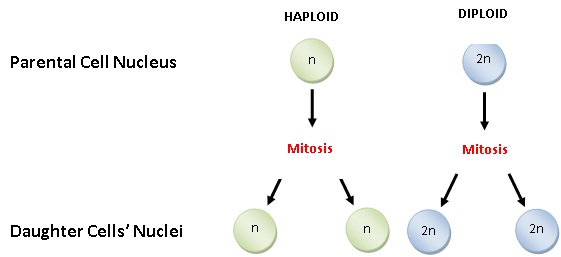 HAPLOID DIPLOID
Parental Cell Nucleus n 2n
Mitosis Mitosis
Daughter Cells’ Nuclei n n 2n 2n